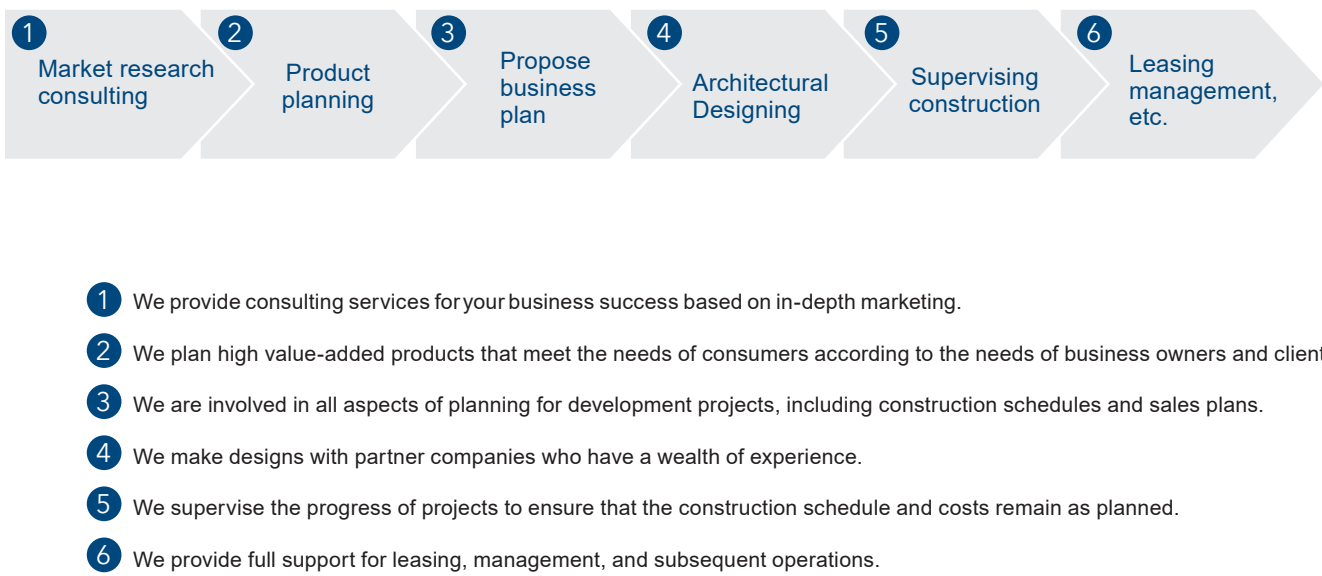 1
Market research
consulting
2
Product
planning
3
Propose
business
plan
4
Architectural
Designing
5
Supervising
construction
6
Leasing
management,
etc.
1 We provide consulting services for your business success based on in-depth marketing.
2 We plan high value-added products that meet the needs of consumers according to the needs of business owners and client
3 We are involved in all aspects of planning for development projects, including construction schedules and sales plans.
4 We make designs with partner companies who have a wealth of experience.
5 We supervise the progress of projects to ensure that the construction schedule and costs remain as planned.
6 We provide full support for leasing, management, and subsequent operations.